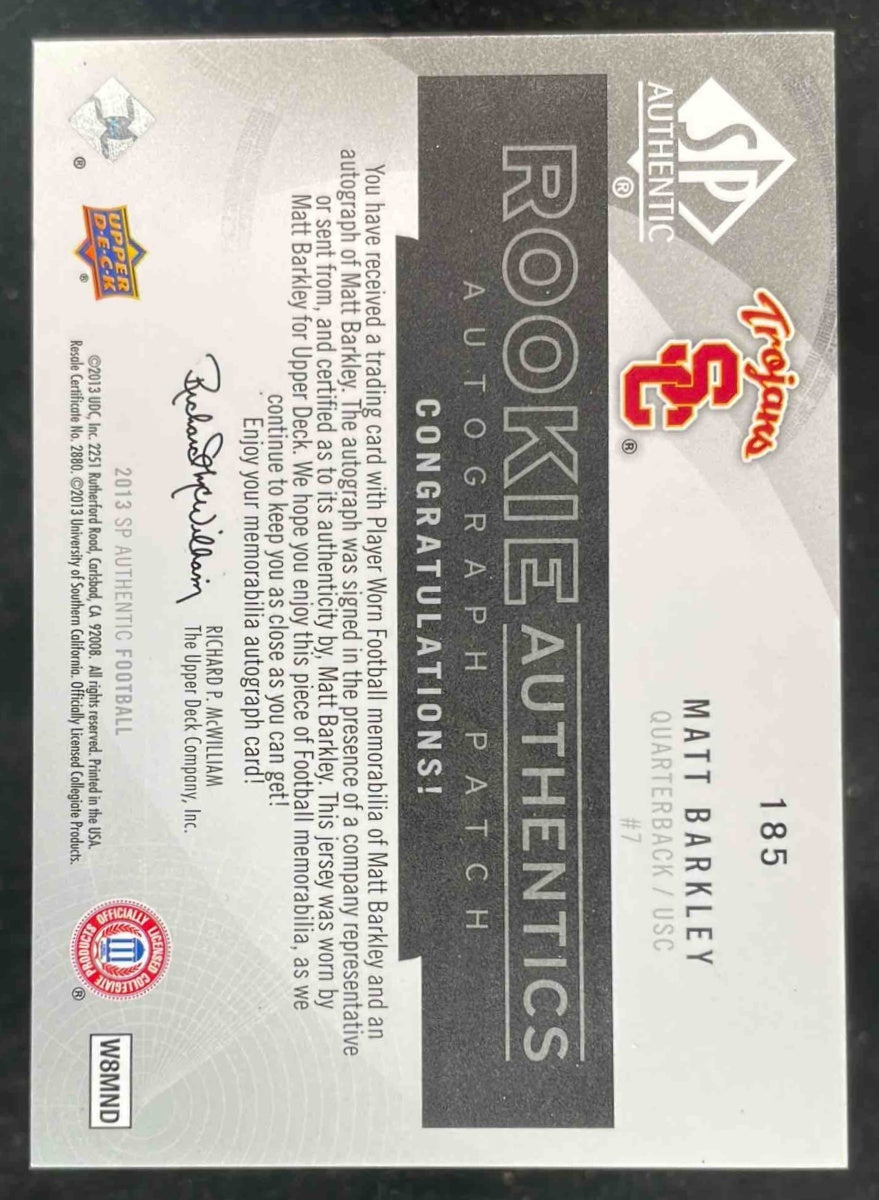 SP
AUTHENTIC®
Trojans
SC®
185
MATT BARKLEY
QUARTERBACK / USC
#7
ROOKIE AUTHENTICS
AUTOGRAPH PATCH
CONGRATULATIONS!
You have received a trading card with Player Worn Football memorabilia of Matt Barkley and an
autograph of Matt Barkley. The autograph was signed in the presence of a company representative
or sent from, and certified as to its authenticity by, Matt Barkley. This jersey was worn by
Matt Barkley for Upper Deck. We hope you enjoy this piece of Football memorabilia, as we
continue to keep you as close as you can get!
Enjoy your memorabilia autograph card!
Richard P. McWilliam
RICHARD P. McWILLIAM
The Upper Deck Company, Inc.
2013 SP AUTHENTIC FOOTBALL
®
UPPER
D·E·C·K
®
©2013 UDC, Inc. 2251 Rutherford Road, Carlsbad, CA 92008. All rights reserved. Printed in the USA.
Resale Certificate No. 2880. ©2013 University of Southern California. Officially Licensed Collegiate Products.
OFFICIALLY LICENSED COLLEGIATE PRODUCTS
®
W8MND